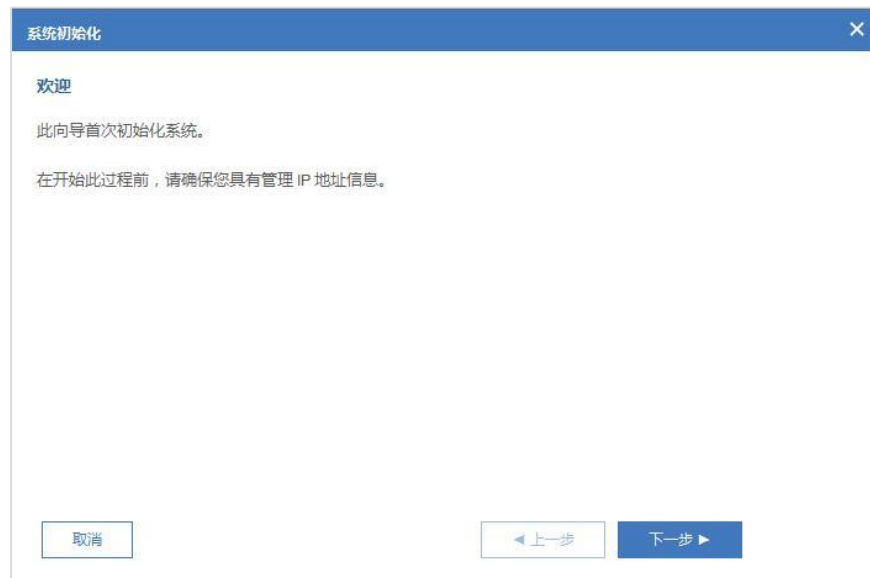 系统初始化
欢迎
此向导首次初始化系统。
在开始此过程前，请确保您具有管理 IP 地址信息。
取消
◀ 上一步
下一步 ▶